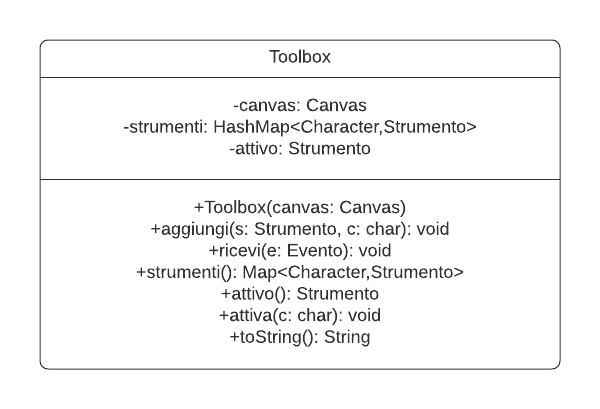 Toolbox
-canvas: Canvas
-strumenti: HashMap<Character,Strumento>
-attivo: Strumento
+Toolbox(canvas: Canvas)
+aggiungi(s: Strumento, c: char): void
+ricevi(e: Evento): void
+strumenti(): Map<Character,Strumento>
+attivo(): Strumento
+attiva(c: char): void
+toString(): String